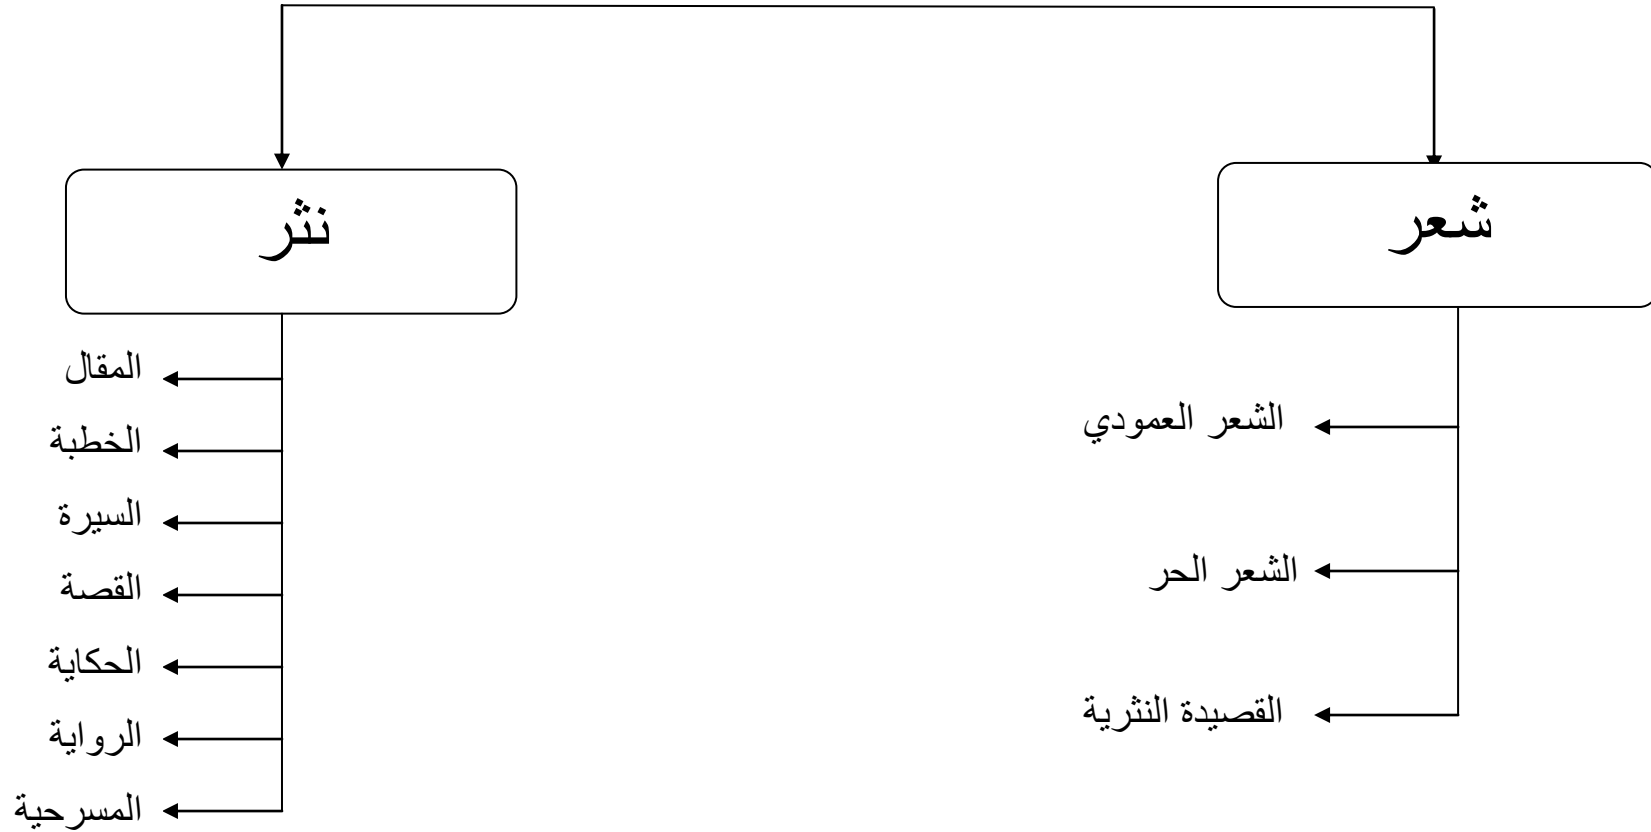 شعر
الشعر العمودي
الشعر الحر
القصيدة النثرية
نثر
المقال
الخطبة
السيرة
القصة
الحكاية
الرواية
المسرحية